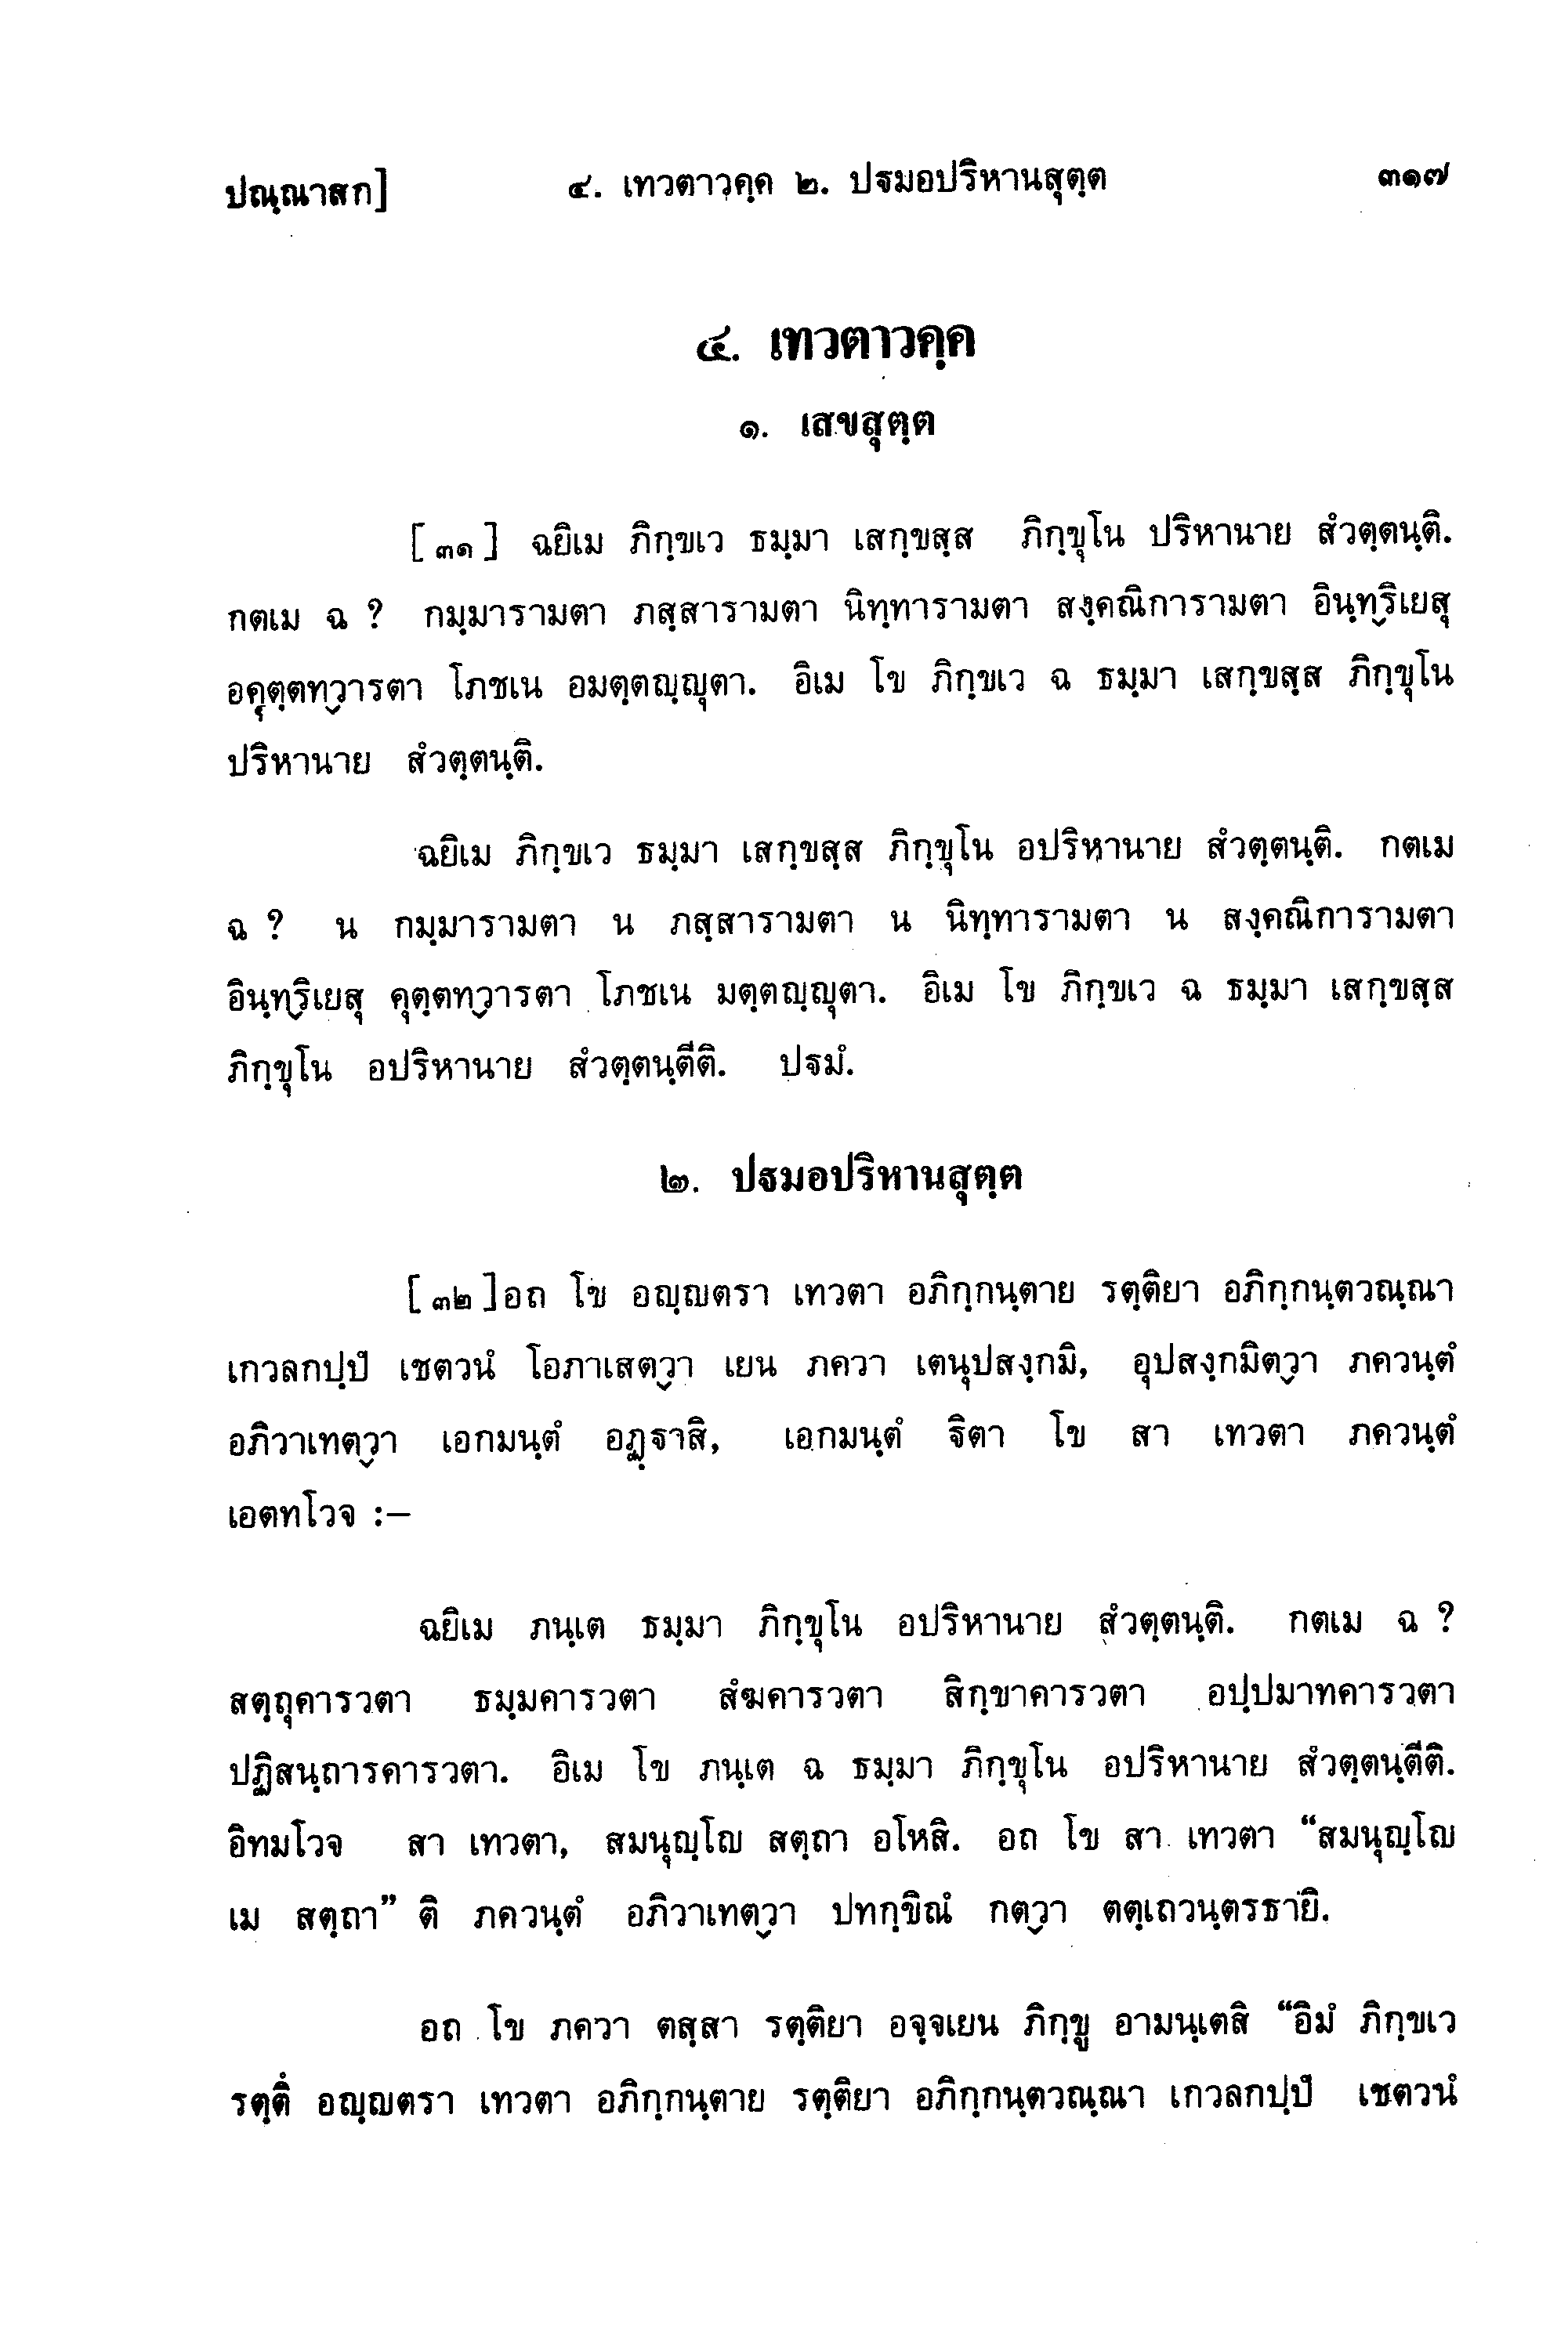 ปณฺณาสก] ๔. เทวตาวคฺค ๒. ปฐมอปริหานสุตฺต ๓๑๗
๔. เทวตาวคฺค
๑. เสขสุตฺต
[๓๑] ฉยิเม ภิกฺขเว ธมฺมา เสกฺขสฺส ภิกฺขุโน ปริหานาย สํวตฺตนฺติ.
กตเม ฉ ? กมฺมารามตา ภสฺสารามตา นิทฺทารามตา สงฺคณิการามตา อินฺทฺริเยสุ
อคุตฺตทฺวารตา โภชเน อมตฺตญฺญุตา. อิเม โข ภิกฺขเว ฉ ธมฺมา เสกฺขสฺส ภิกฺขุโน
ปริหานาย สํวตฺตนฺติ.
ฉยิเม ภิกฺขเว ธมฺมา เสกฺขสฺส ภิกฺขุโน อปริหานาย สํวตฺตนฺติ. กตเม
ฉ ? น กมฺมารามตา น ภสฺสารามตา น นิทฺทารามตา น สงฺคณิการามตา
อินฺทฺริเยสุ คุตฺตทฺวารตา โภชเน มตฺตญฺญุตา. อิเม โข ภิกฺขเว ฉ ธมฺมา เสกฺขสฺส
ภิกฺขุโน อปริหานาย สํวตฺตนฺตีติ. ปฐมํ.
๒. ปฐมอปริหานสุตฺต
[๓๒]อถ โข อญฺญตรา เทวตา อภิกฺกนฺตาย รตฺติยา อภิกฺกนฺตวณฺณา
เกวลกปฺปํ เชตวนํ โอภาเสตฺวา เยน ภควา เตนุปสงฺกมิ, อุปสงฺกมิตฺวา ภควนฺตํ
อภิวาเทตฺวา เอกมนฺตํ อฏฺฐาสิ, เอกมนฺตํ ฐิตา โข สา เทวตา ภควนฺตํ
เอตทโวจ :—
ฉยิเม ภนฺเต ธมฺมา ภิกฺขุโน อปริหานาย สํวตฺตนฺติ. กตเม ฉ ?
สตฺถุคารวตา ธมฺมคารวตา สํฆคารวตา สิกฺขาคารวตา อปฺปมาทคารวตา
ปฏิสนฺถารคารวตา. อิเม โข ภนฺเต ฉ ธมฺมา ภิกฺขุโน อปริหานาย สํวตฺตนฺตีติ.
อิทมโวจ สา เทวตา, สมนุญฺโญ สตฺถา อโหสิ. อถ โข สา เทวตา “สมนุญฺโญ
เม สตฺถา” ติ ภควนฺตํ อภิวาเทตฺวา ปทกฺขิณํ กตฺวา ตตฺเถวนฺตรธายิ.
อถ โข ภควา ตสฺสา รตฺติยา อจฺจเยน ภิกฺขู อามนฺเตสิ “อิมํ ภิกฺขเว
รตฺตึ อญฺญตรา เทวตา อภิกฺกนฺตาย รตฺติยา อภิกฺกนฺตวณฺณา เกวลกปฺปํ เชตวนํ